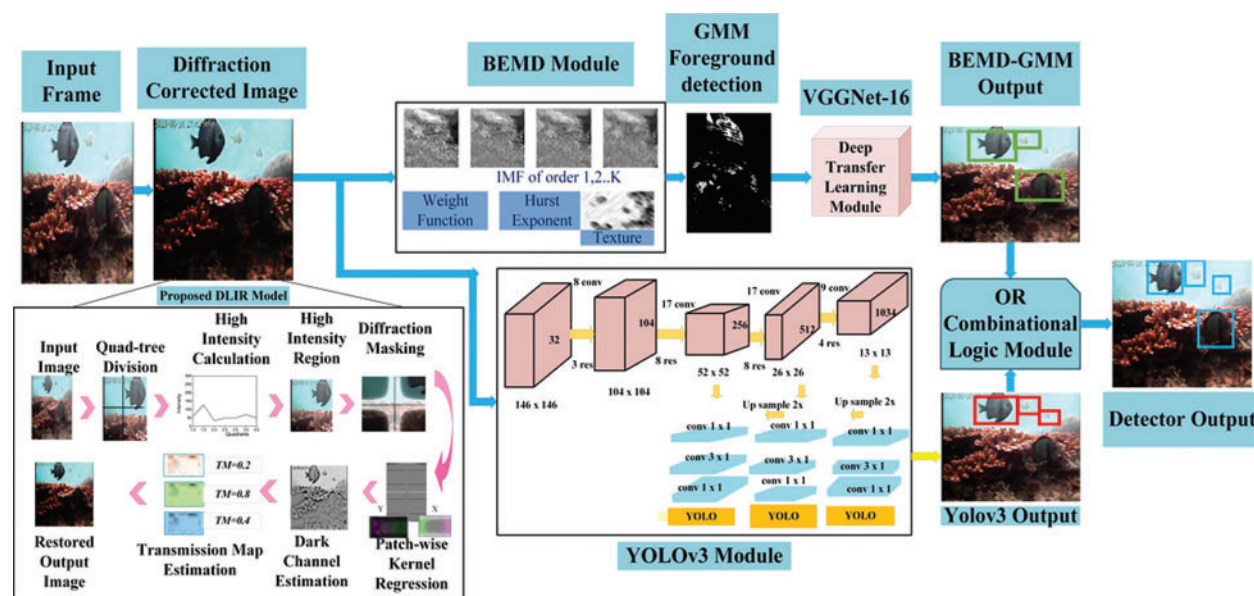 Input
Frame
Diffraction
Corrected Image
BEMD Module
GMM
Foreground
detection
VGGNet-16
BEMD-GMM
Output
IMF of order 1,2..K
Weight
Function
Hurst
Exponent
Texture
Deep
Transfer
Learning
Module
Proposed DLIR Model
Input
Image
Quad-tree
Division
High
Intensity
Calculation
High
Intensity
Region
Diffraction
Masking
Intensity
Quadrants
TM=0.2
TM=0.8
TM=0.4
Y
X
Restored
Output
Image
Transmission Map
Estimation
Dark
Channel
Estimation
Patch-wise
Kernel
Regression
8 conv
32
3 res
146 x 146
104
104 x 104
17 conv
8 res
256
52 x 52
17 conv
8 res
512
26 x 26
9 conv
4 res
1034
13 x 13
Up sample 2x
Up sample 2x
conv 1 x 1
conv 1 x 1
conv 1 x 1
conv 3 x 1
conv 3 x 1
conv 3 x 1
conv 1 x 1
conv 1 x 1
conv 1 x 1
YOLO
YOLO
YOLO
YOLOv3 Module
OR
Combinational
Logic Module
Yolov3 Output
Detector Output